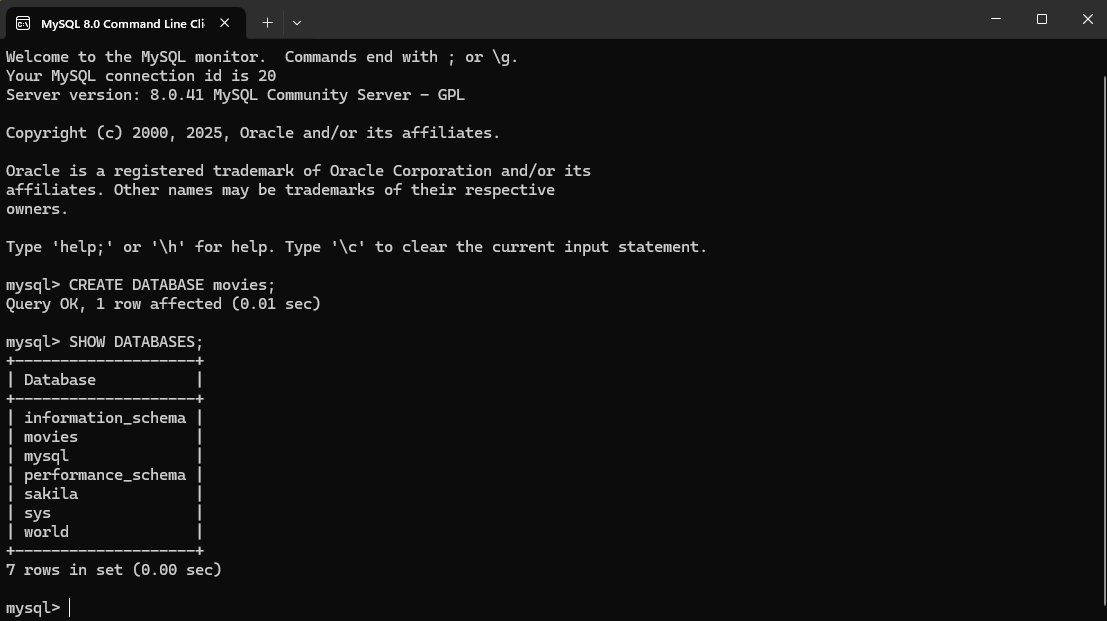 MySQL 8.0 Command Line Cli
Welcome to the MySQL monitor.  Commands end with ; or \g.
Your MySQL connection id is 20
Server version: 8.0.41 MySQL Community Server - GPL
Copyright (c) 2000, 2025, Oracle and/or its affiliates.
Oracle is a registered trademark of Oracle Corporation and/or its
affiliates. Other names may be trademarks of their respective
owners.
Type 'help;' or '\h' for help. Type '\c' to clear the current input statement.
mysql> CREATE DATABASE movies;
Query OK, 1 row affected (0.01 sec)
mysql> SHOW DATABASES;
+--------------------+
| Database           |
+--------------------+
| information_schema |
| movies             |
| mysql              |
| performance_schema |
| sakila             |
| sys                |
| world              |
+--------------------+
7 rows in set (0.00 sec)
mysql>